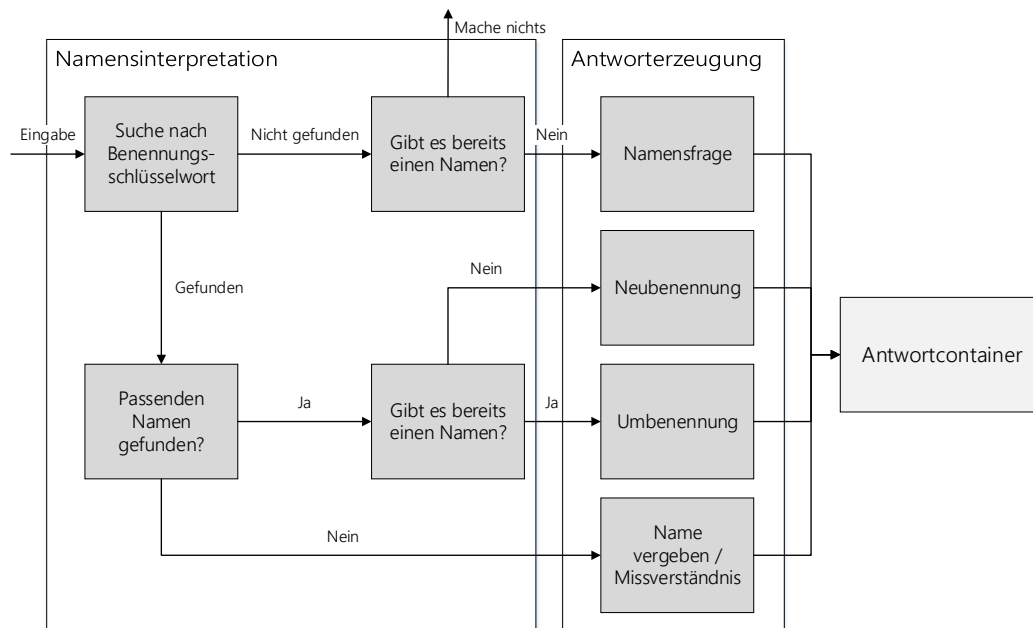 Mache nichts
Namensinterpretation
Antworterzeugung
Eingabe
Suche nach
Benennungs-
schlüsselwort
Nicht gefunden
Gibt es bereits
einen Namen?
Nein
Namensfrage
Gefunden
Nein
Neubenennung
Antwortcontainer
Passenden
Namen
gefunden?
Ja
Gibt es bereits
einen Namen?
Ja
Umbenennung
Nein
Name
vergeben /
Missverständnis